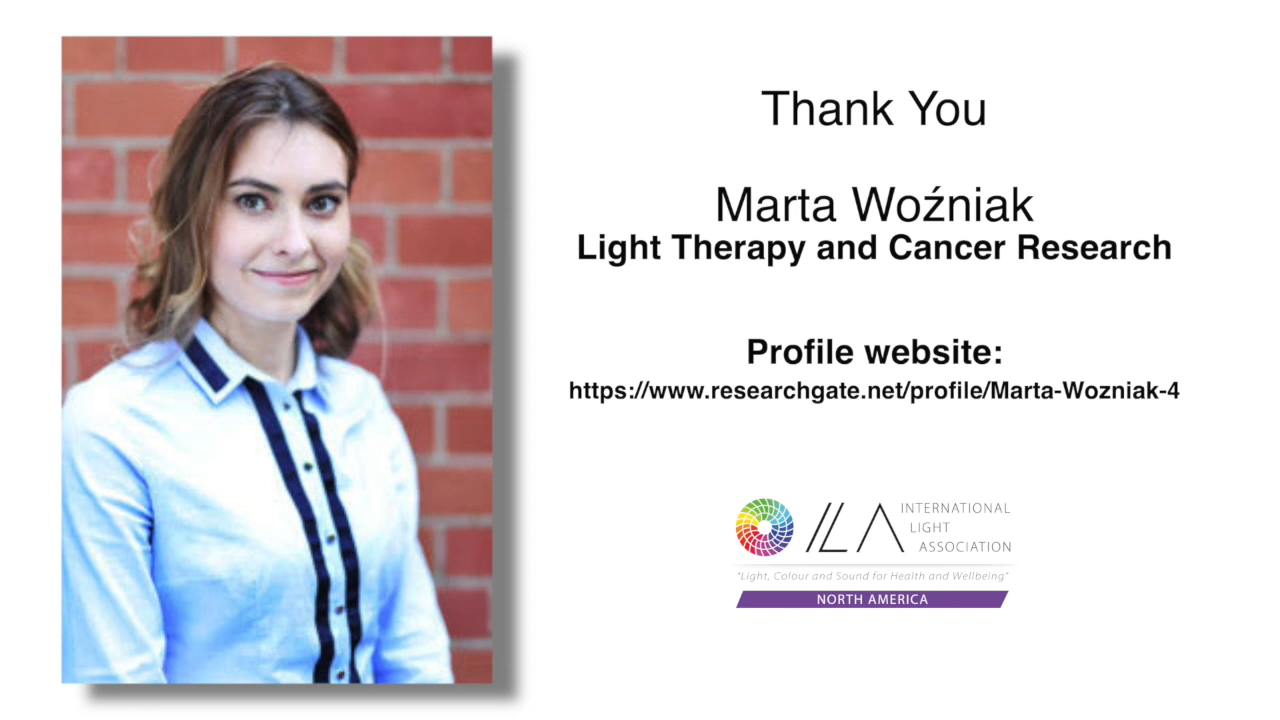 Thank You
Marta Woźniak
Light Therapy and Cancer Research
Profile website:
https://www.researchgate.net/profile/Marta-Wozniak-4
ILA
INTERNATIONAL
LIGHT
ASSOCIATION
"Light, Colour and Sound for Health and Wellbeing"
NORTH AMERICA